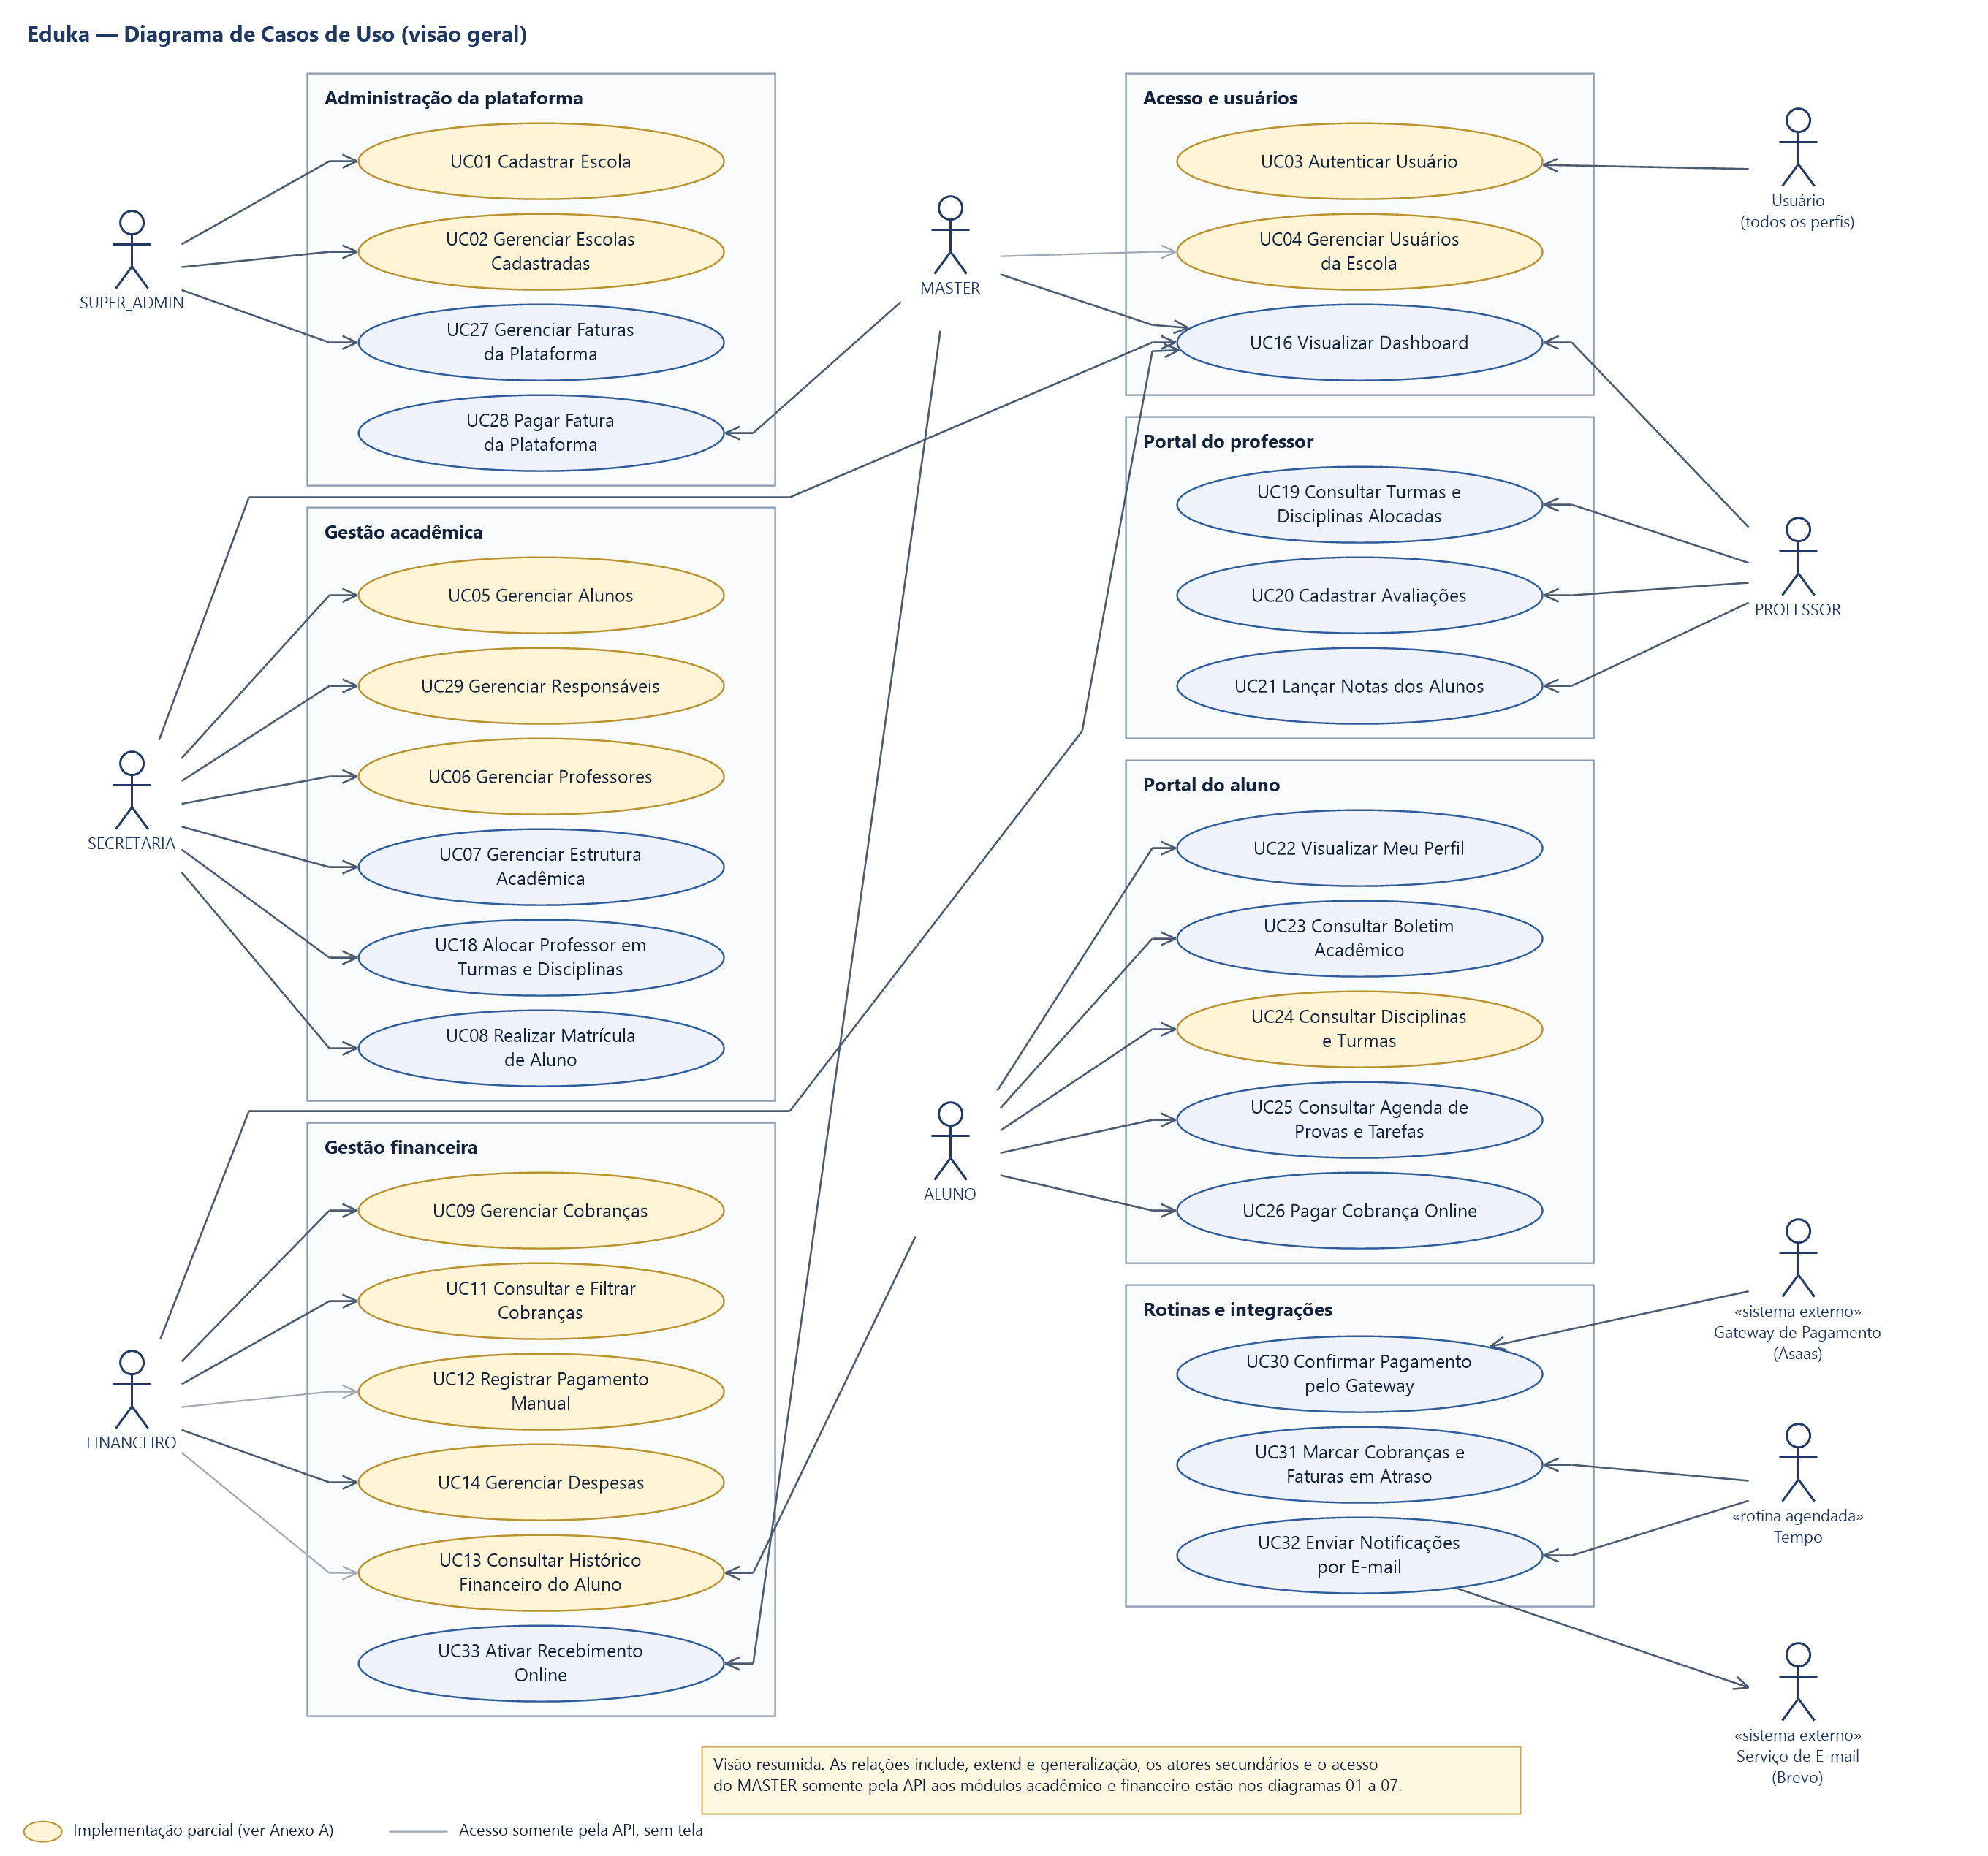 Eduka — Diagrama de Casos de Uso (visão geral)
Administração da plataforma
UC01 Cadastrar Escola
UC02 Gerenciar Escolas
Cadastradas
UC27 Gerenciar Faturas
da Plataforma
UC28 Pagar Fatura
da Plataforma
SUPER_ADMIN
MASTER
Acesso e usuários
UC03 Autenticar Usuário
UC04 Gerenciar Usuários
da Escola
UC16 Visualizar Dashboard
Usuário
(todos os perfis)
Gestão acadêmica
UC05 Gerenciar Alunos
UC29 Gerenciar Responsáveis
UC06 Gerenciar Professores
UC07 Gerenciar Estrutura
Acadêmica
UC18 Alocar Professor em
Turmas e Disciplinas
UC08 Realizar Matrícula
de Aluno
SECRETARIA
Portal do professor
UC19 Consultar Turmas e
Disciplinas Alocadas
UC20 Cadastrar Avaliações
UC21 Lançar Notas dos Alunos
PROFESSOR
Portal do aluno
UC22 Visualizar Meu Perfil
UC23 Consultar Boletim
Acadêmico
UC24 Consultar Disciplinas
e Turmas
UC25 Consultar Agenda de
Provas e Tarefas
UC26 Pagar Cobrança Online
ALUNO
Gestão financeira
UC09 Gerenciar Cobranças
UC11 Consultar e Filtrar
Cobranças
UC12 Registrar Pagamento
Manual
UC14 Gerenciar Despesas
UC13 Consultar Histórico
Financeiro do Aluno
UC33 Ativar Recebimento
Online
FINANCEIRO
Rotinas e integrações
UC30 Confirmar Pagamento
pelo Gateway
UC31 Marcar Cobranças e
Faturas em Atraso
UC32 Enviar Notificações
por E-mail
«sistema externo»
Gateway de Pagamento
(Asaas)
«rotina agendada»
Tempo
«sistema externo»
Serviço de E-mail
(Brevo)
Visão resumida. As relações include, extend e generalização, os atores secundários e o acesso
do MASTER somente pela API aos módulos acadêmico e financeiro estão nos diagramas 01 a 07.
Implementação parcial (ver Anexo A)
Acesso somente pela API, sem tela